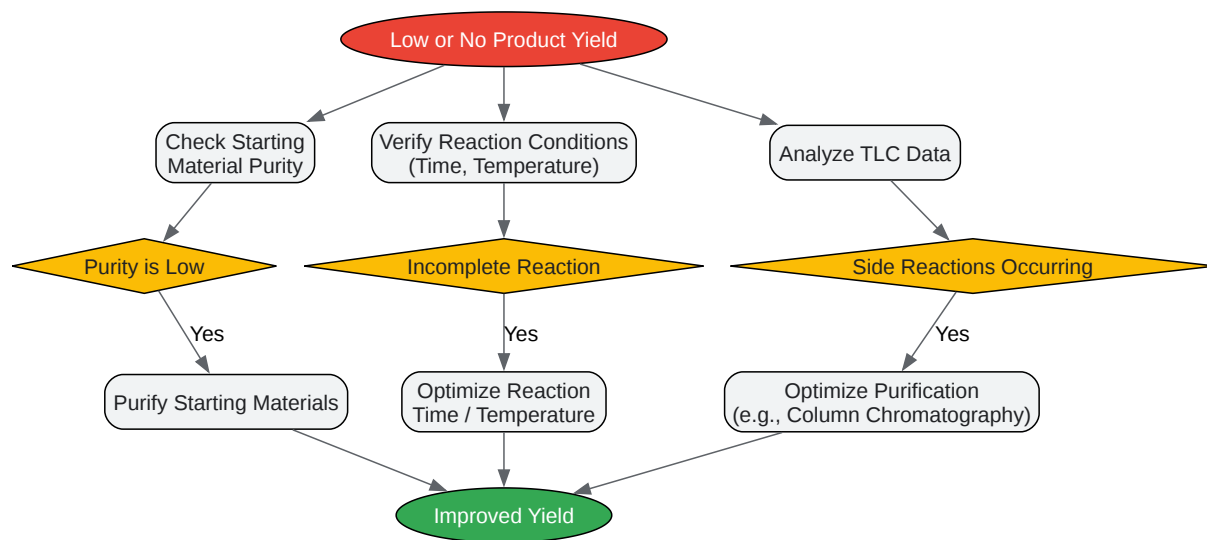 Low or No Product Yield
Check Starting
Material Purity
Verify Reaction Conditions
(Time, Temperature)
Analyze TLC Data
Purity is Low
Incomplete Reaction
Side Reactions Occurring
Yes
Yes
Yes
Purify Starting Materials
Optimize Reaction
Time / Temperature
Optimize Purification
(e.g., Column Chromatography)
Improved Yield